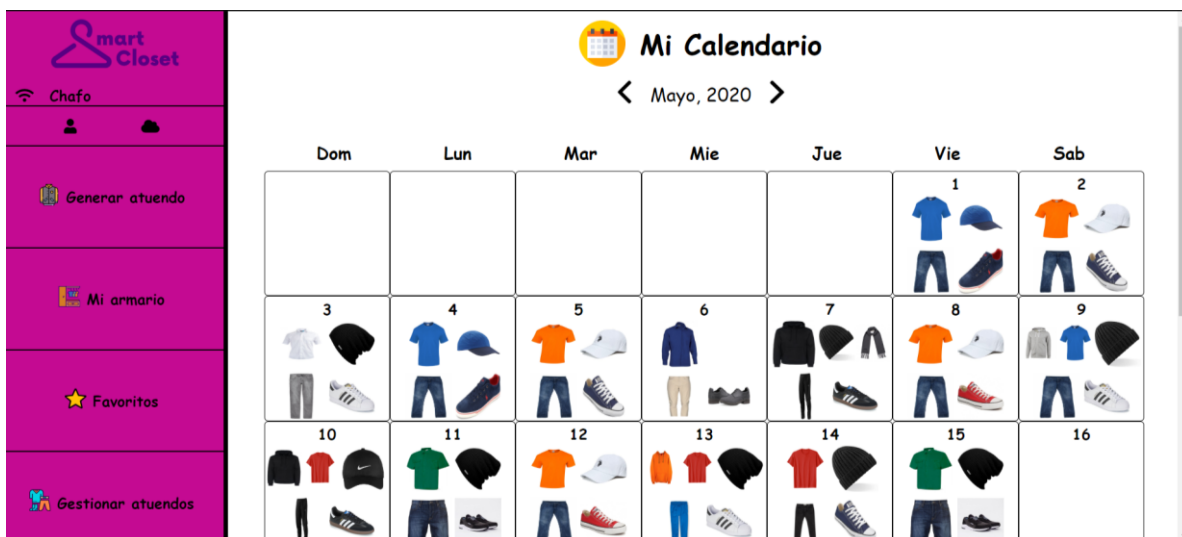 Smart
Closet
Chafo
Generar atuendo
Mi armario
Favoritos
Gestionar atuendos
Mi Calendario
Mayo, 2020
Dom Lun Mar Mie Jue Vie Sab
1 2
3 4 5 6 7 8 9
10 11 12 13 14 15 16